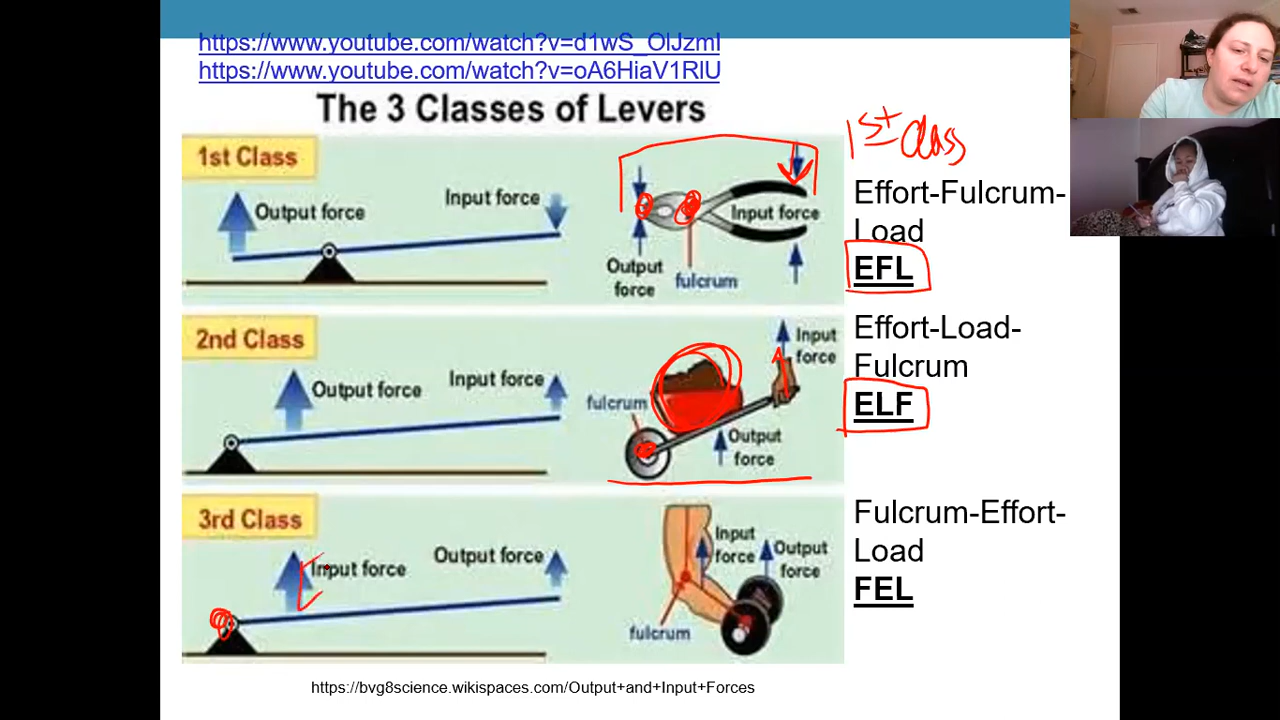 https://www.youtube.com/watch?v=d1wS_OlJzmI
https://www.youtube.com/watch?v=oA6HiaV1RlU
The 3 Classes of Levers
1st Class
Output force
Input force
Input force
Output
force
fulcrum
1st class
Effort-Fulcrum-
Load
EFL
2nd Class
Output force
Input force
fulcrum
Input
force
Output
force
Effort-Load-
Fulcrum
ELF
3rd Class
Input force
Output force
Input
force
Output
force
fulcrum
Fulcrum-Effort-
Load
FEL
https://bvg8science.wikispaces.com/Output+and+Input+Forces